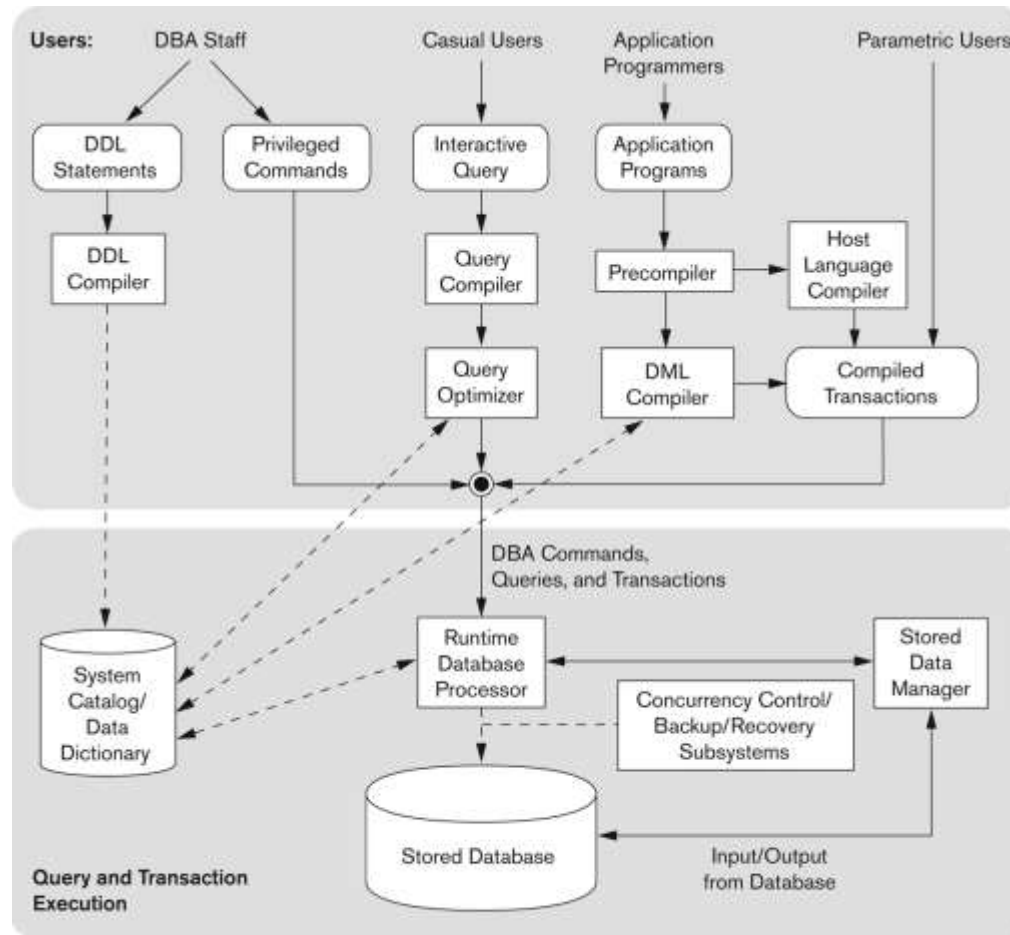 Users:
DBA Staff
Casual Users
Application
Programmers
Parametric Users
DDL
Statements
Privileged
Commands
Interactive
Query
Application
Programs
DDL
Compiler
Query
Compiler
Precompiler
Host
Language
Compiler
Query
Optimizer
DML
Compiler
Compiled
Transactions
DBA Commands,
Queries, and Transactions
System
Catalog/
Data
Dictionary
Runtime
Database
Processor
Stored
Data
Manager
Concurrency Control/
Backup/Recovery
Subsystems
Stored Database
Input/Output
from Database
Query and Transaction
Execution